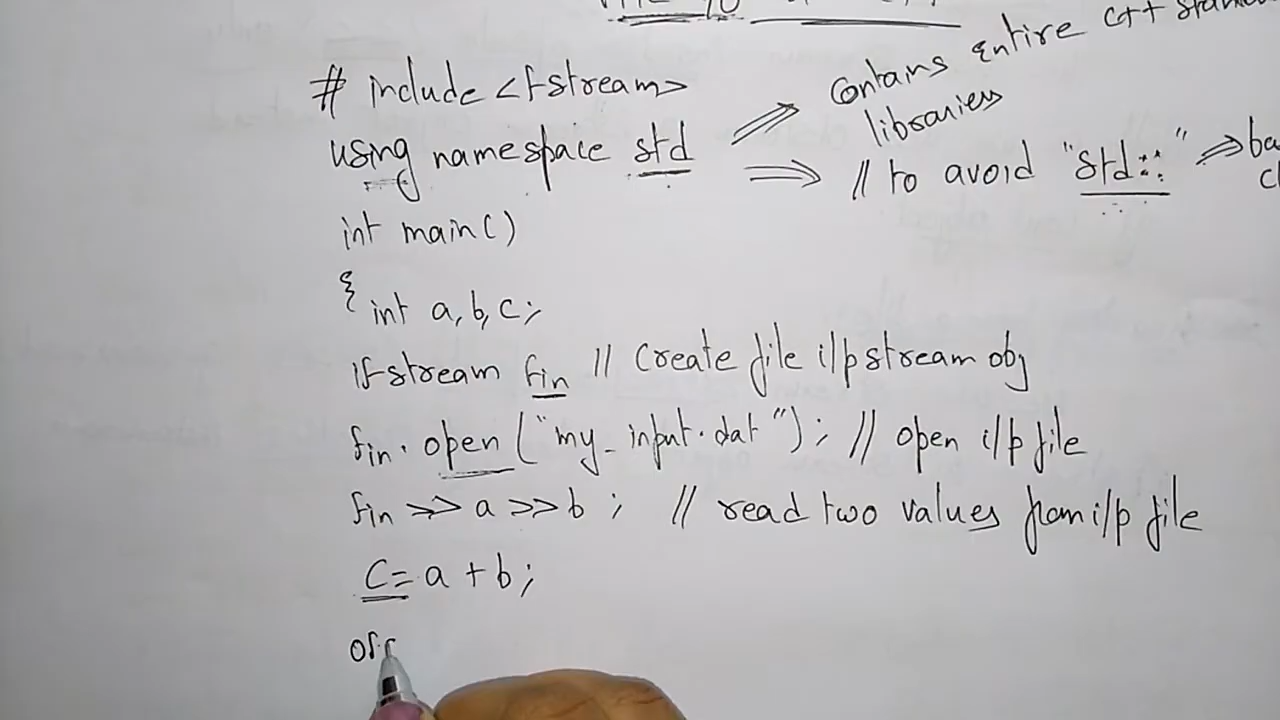 # include <fstream>
contains entire C++
libraries
using namespace std
// to avoid "std::"
int main()
{ int a, b, c;
ifstream fin // Create file i/p stream obj
fin. open ("my_input.dat"); // open i/p file
fin >> a >> b ; // read two values from i/p file
c = a + b;